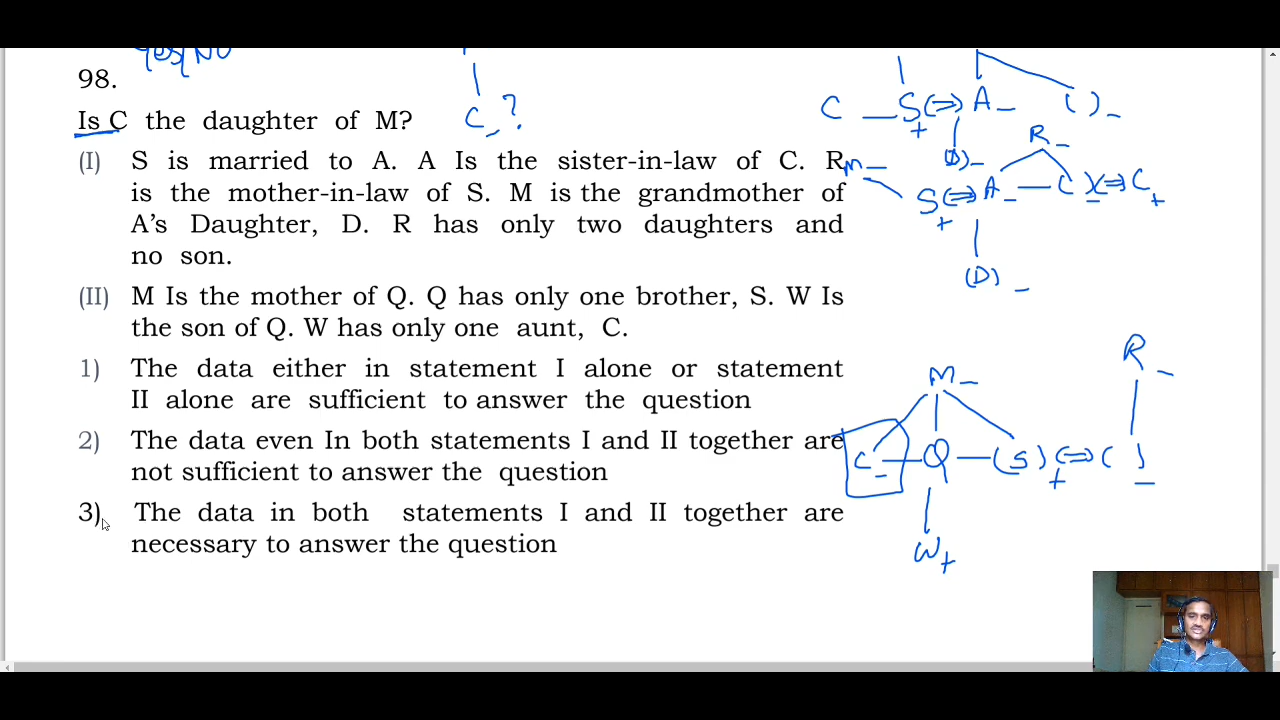 Yes/No
98.
Is C the daughter of M?
C - ?
(I) S is married to A. A Is the sister-in-law of C. R
is the mother-in-law of S. M is the grandmother of
A's Daughter, D. R has only two daughters and
no son.
(II) M Is the mother of Q. Q has only one brother, S. W Is
the son of Q. W has only one aunt, C.
1) The data either in statement I alone or statement
II alone are sufficient to answer the question
2) The data even In both statements I and II together are
not sufficient to answer the question
3) The data in both statements I and II together are
necessary to answer the question
C — S ⇔ A - ( ) -
+
(D) -
R -
M -
S ⇔ A — ( ) ⇔ C
+ - - +
(D) -
M - R -
C — Q — (S) ⇔ ( )
- + -
W +